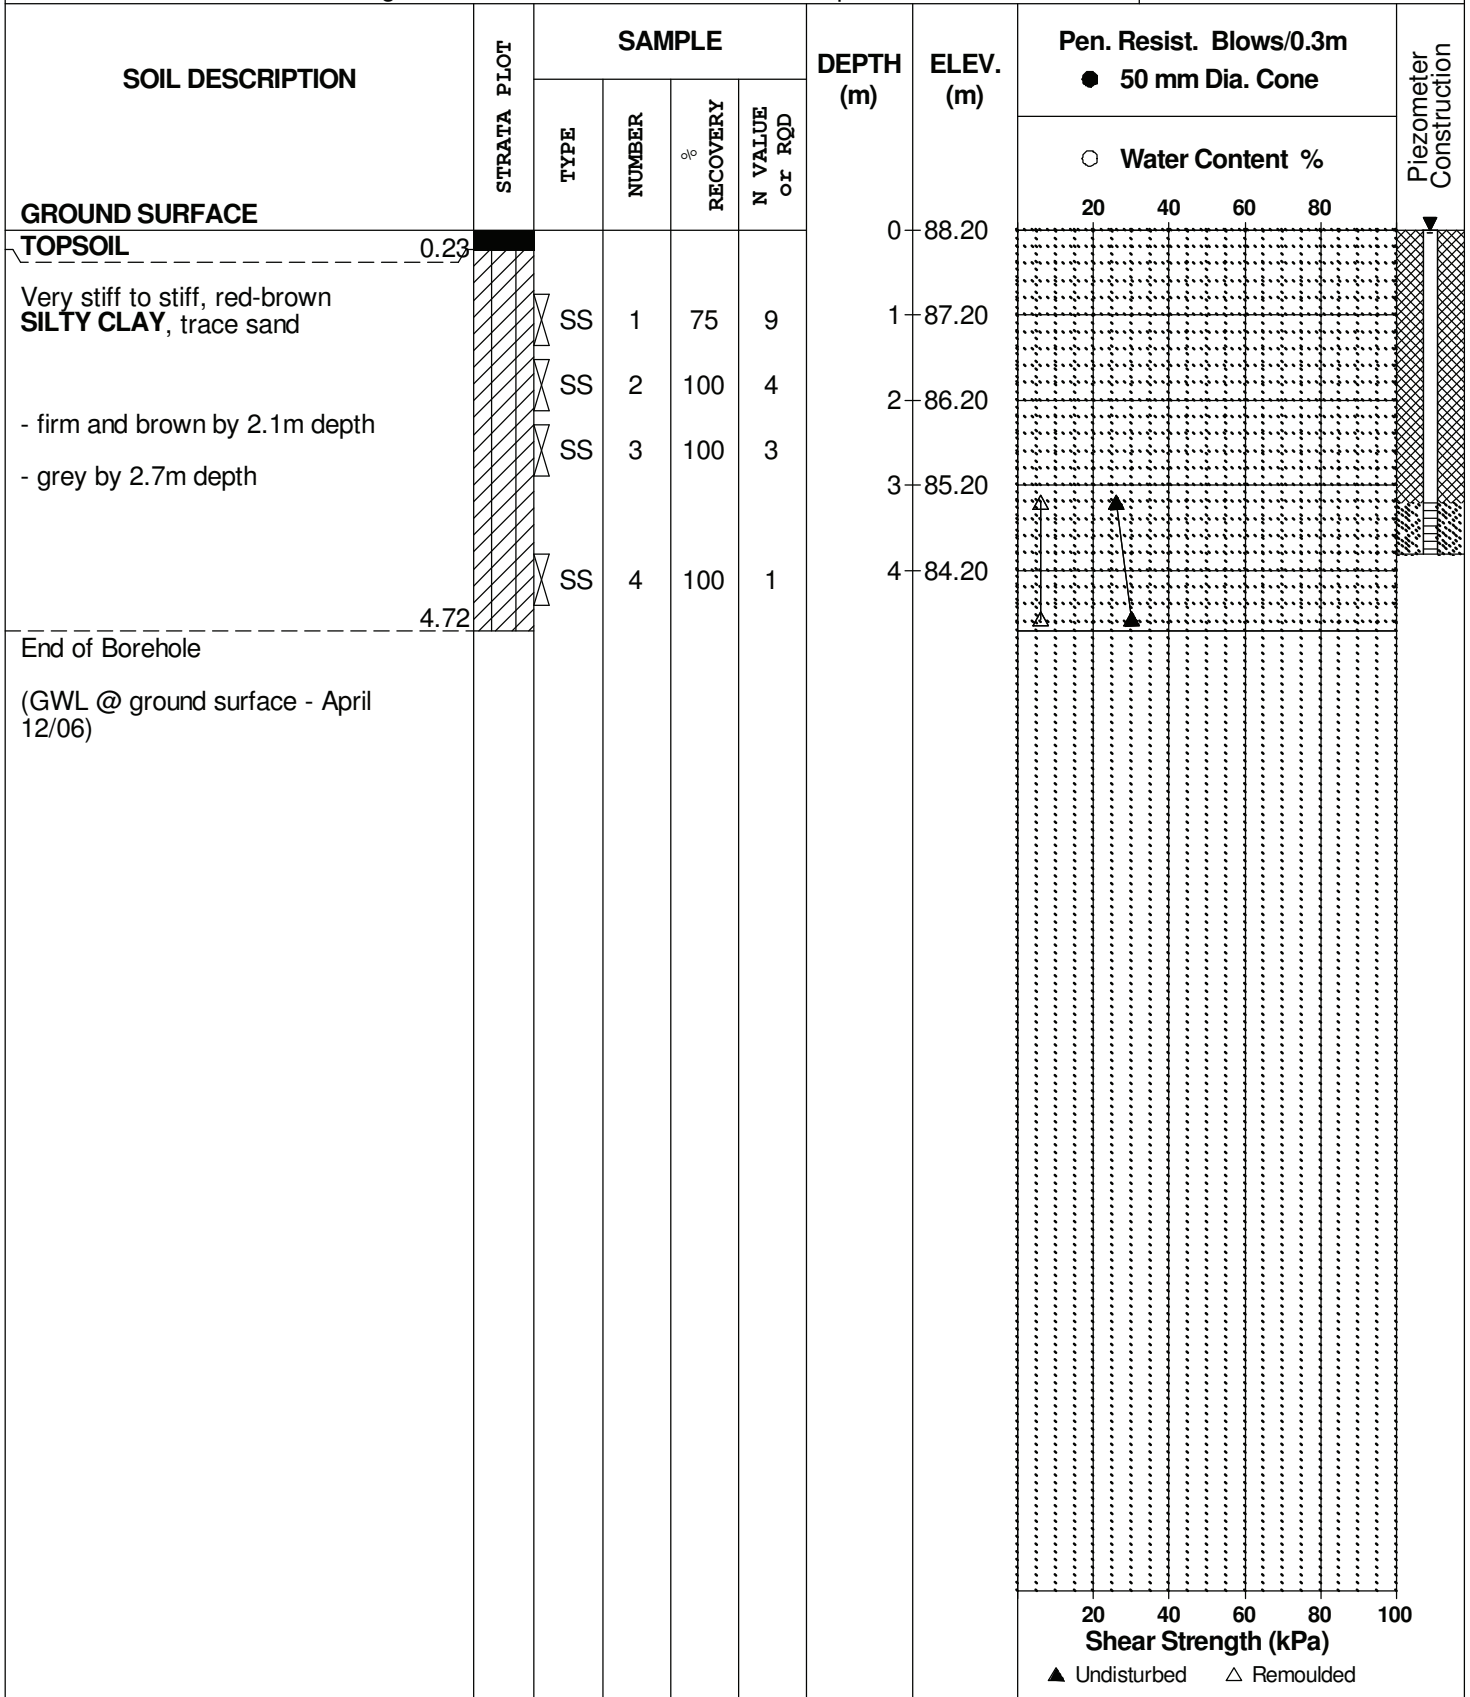 SOIL DESCRIPTION
STRATA PLOT
SAMPLE
TYPE
NUMBER
% RECOVERY
N VALUE or RQD
DEPTH (m)
ELEV. (m)
Pen. Resist. Blows/0.3m
● 50 mm Dia. Cone
○ Water Content %
20 40 60 80
Piezometer Construction
GROUND SURFACE
TOPSOIL 0.23
0 88.20
Very stiff to stiff, red-brown
SILTY CLAY, trace sand
SS 1 75 9
1 87.20
SS 2 100 4
2 86.20
- firm and brown by 2.1m depth
SS 3 100 3
- grey by 2.7m depth
3 85.20
SS 4 100 1
4 84.20
4.72
End of Borehole
(GWL @ ground surface - April
12/06)
20 40 60 80 100
Shear Strength (kPa)
▲ Undisturbed △ Remoulded